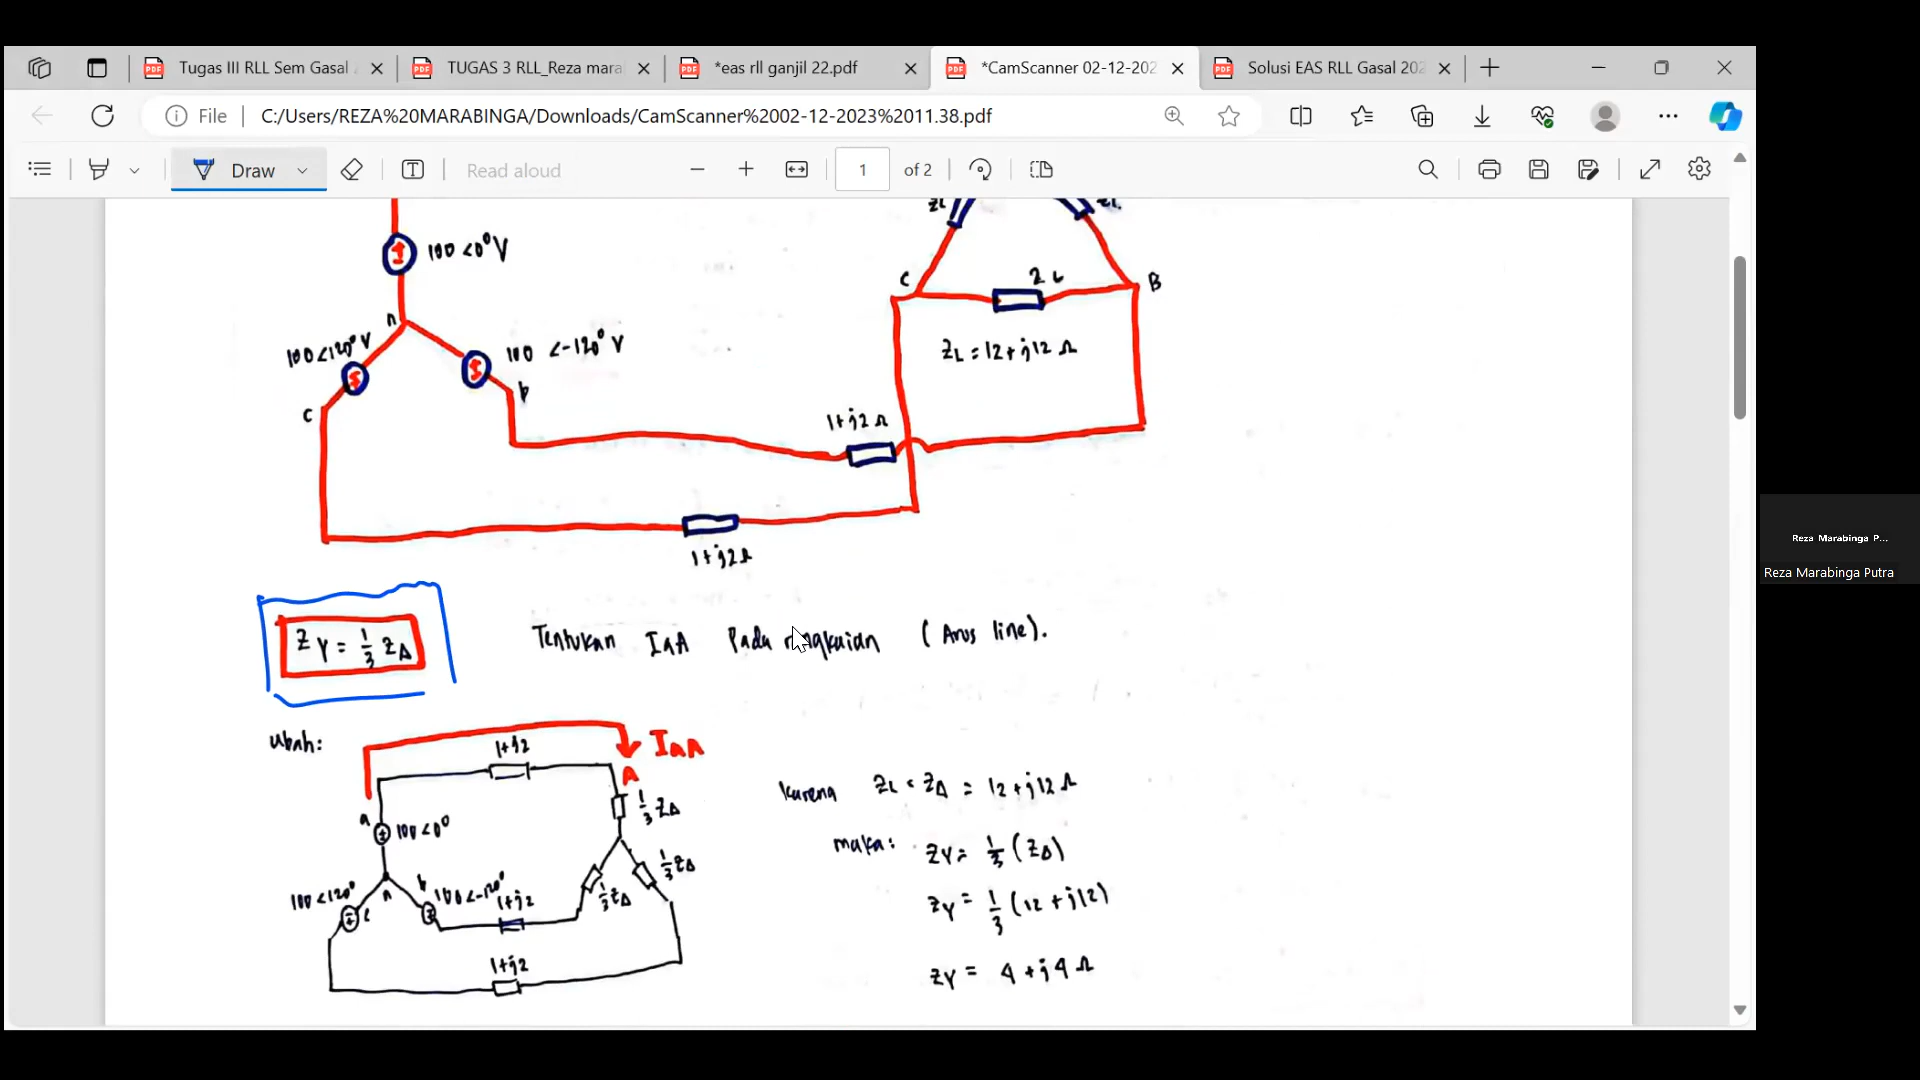 Tugas III RLL Sem Gasal
TUGAS 3 RLL_Reza mara
*eas rll ganjil 22.pdf
*CamScanner 02-12-202
Solusi EAS RLL Gasal 202
File
C:/Users/REZA%20MARABINGA/Downloads/CamScanner%2002-12-2023%2011.38.pdf
Draw
Read aloud
1 of 2
ZL
ZL
100<0° V
n
100<120° V
100 <-120° V
c
b
C
ZL
B
ZL = 12+j12 Ω
1+j2 Ω
1+j2Ω
Z Y = 1/3 ZΔ
Tentukan IaA Pada rangkaian (Arus line).
Ubah:
1+j2
IaA
A
1/3 ZΔ
a
100<0°
1/3 ZΔ
100<120°
n
b
100<-120°
1+j2
1/3 ZΔ
c
1+j2
karena ZL = ZΔ = 12+j12 Ω
maka: ZY = 1/3 (ZΔ)
ZY = 1/3 (12 + j12)
ZY = 4 + j4 Ω
Reza Marabinga P...
Reza Marabinga Putra